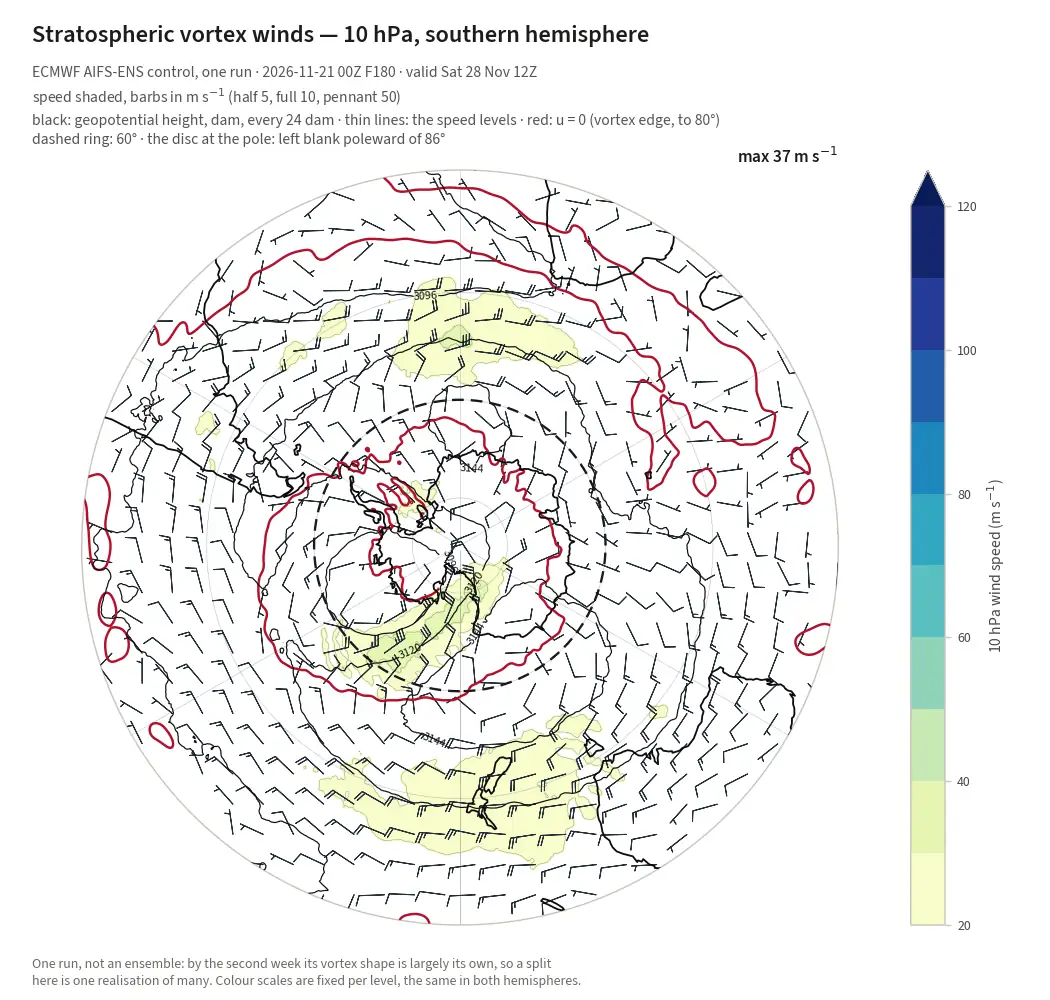 Stratospheric vortex winds — 10 hPa, southern hemisphere
ECMWF AIFS-ENS control, one run · 2026-11-21 00Z F180 · valid Sat 28 Nov 12Z
speed shaded, barbs in m s⁻¹ (half 5, full 10, pennant 50)
black: geopotential height, dam, every 24 dam · thin lines: the speed levels · red: u = 0 (vortex edge, to 80°)
dashed ring: 60° · the disc at the pole: left blank poleward of 86°
max 37 m s⁻¹
120
100
80
60
40
20
10 hPa wind speed (m s⁻¹)
3096
3144
3120
3144
One run, not an ensemble: by the second week its vortex shape is largely its own, so a split
here is one realisation of many. Colour scales are fixed per level, the same in both hemispheres.